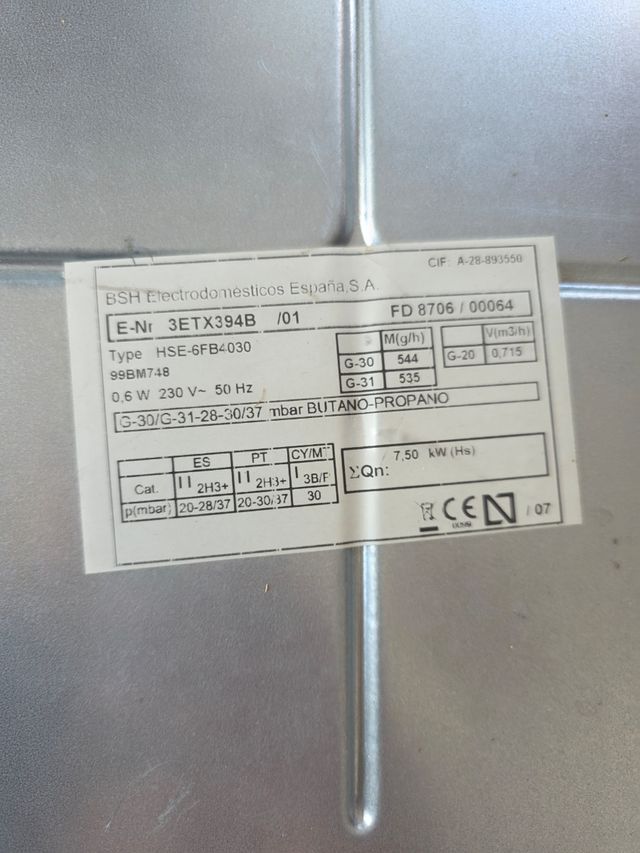 CIF: A-28-893550
BSH Electrodomésticos España,S.A.
E-Nr 3ETX394B /01 FD 8706 / 00064
Type HSE-6FB4030
99BM748
0,6 W 230 V~ 50 Hz
M(g/h)
G-30 544
G-31 535
V(m3/h)
G-20 0,715
G-30/G-31-28-30/37 mbar BUTANO-PROPANO
ES PT CY/MT
Cat. II 2H3+ II 2H3+ I 3B/P
p(mbar) 20-28/37 20-30/37 30
ΣQn: 7,50 kW (Hs)
CE N / 07